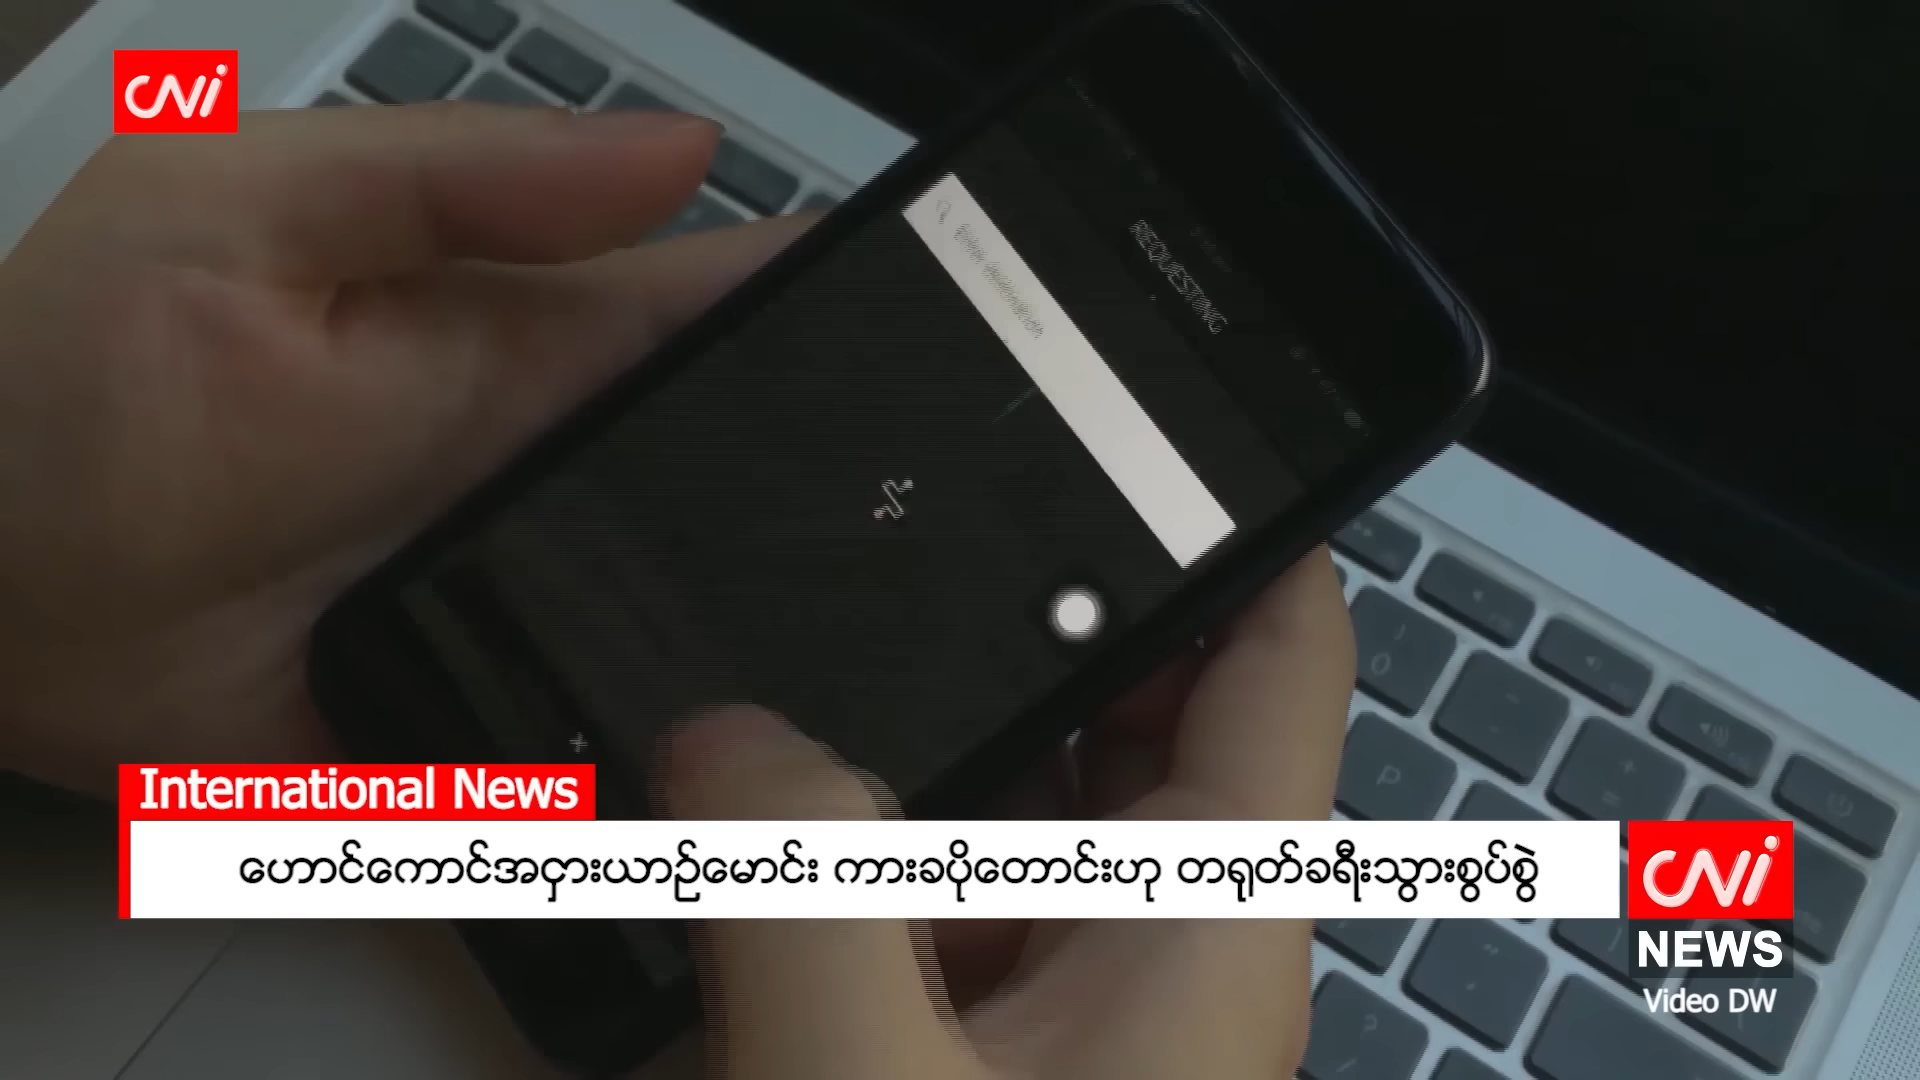 CNi
REQUESTING
International News
ဟောင်ကောင်အငှားယာဉ်မောင်း ကားခပိုတောင်းဟု တရုတ်ခရီးသွားစွပ်စွဲ
CNi
NEWS
Video DW